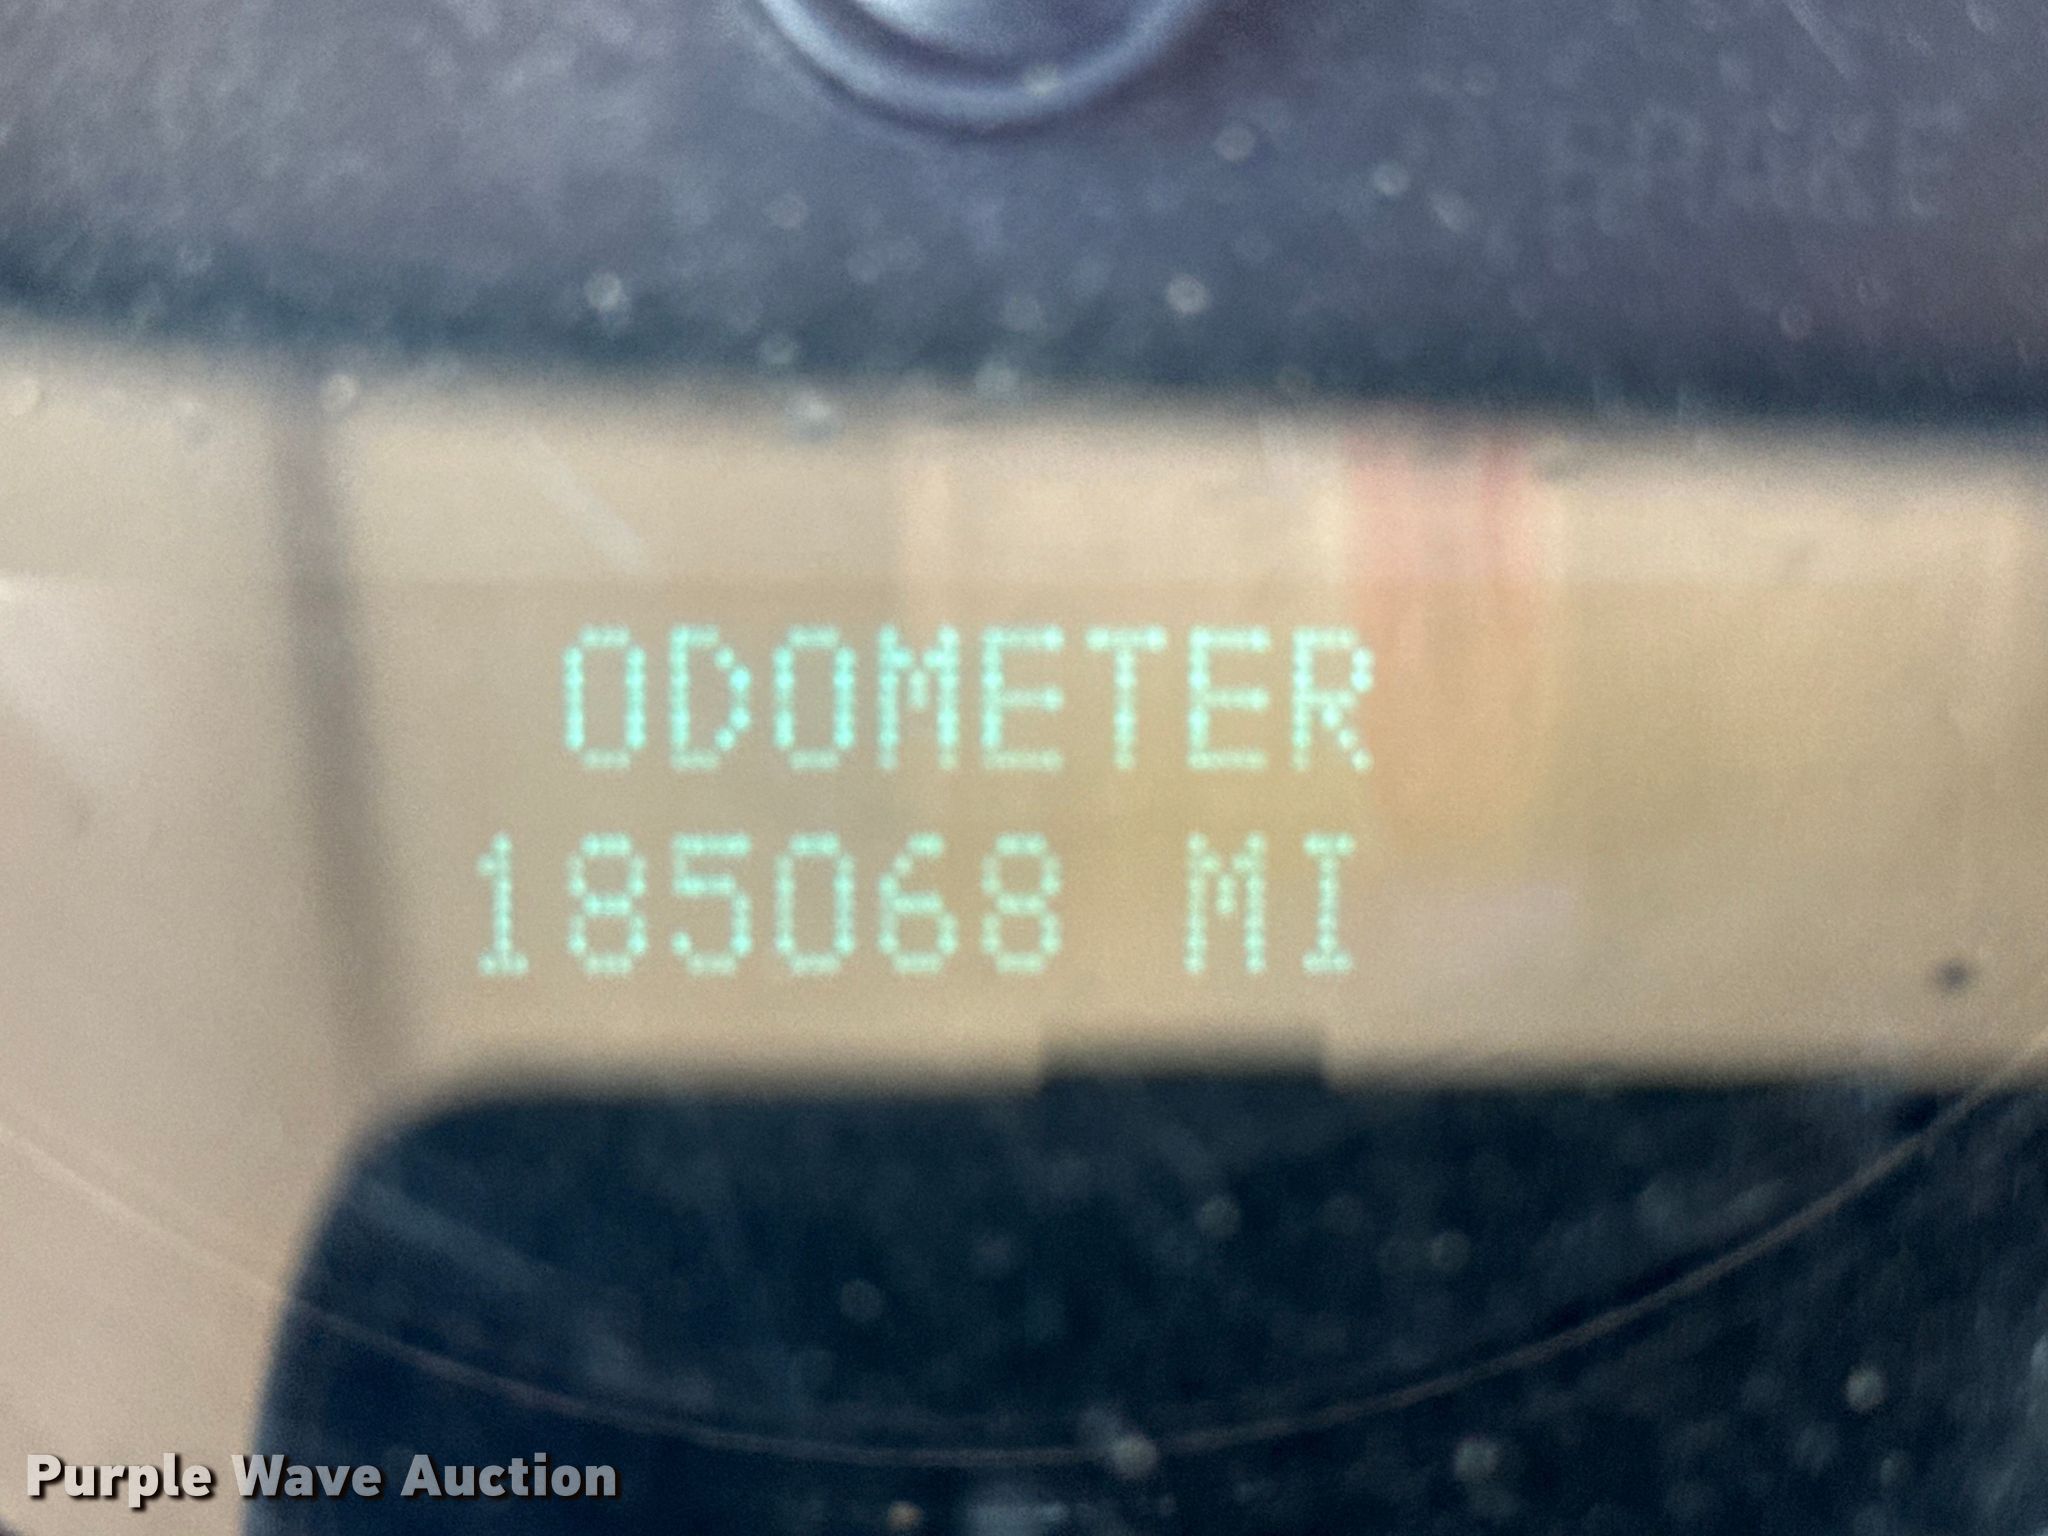 ODOMETER
185068 MI
Purple Wave Auction